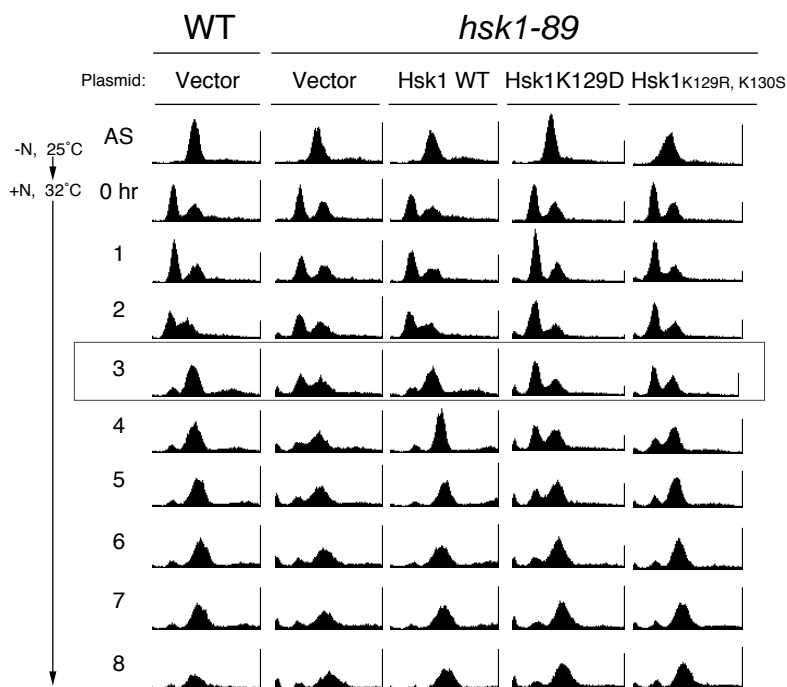 WT hsk1-89
Plasmid: Vector Vector Hsk1 WT Hsk1K129D Hsk1K129R, K130S
AS
-N, 25˚C
+N, 32˚C 0 hr
1
2
3
4
5
6
7
8